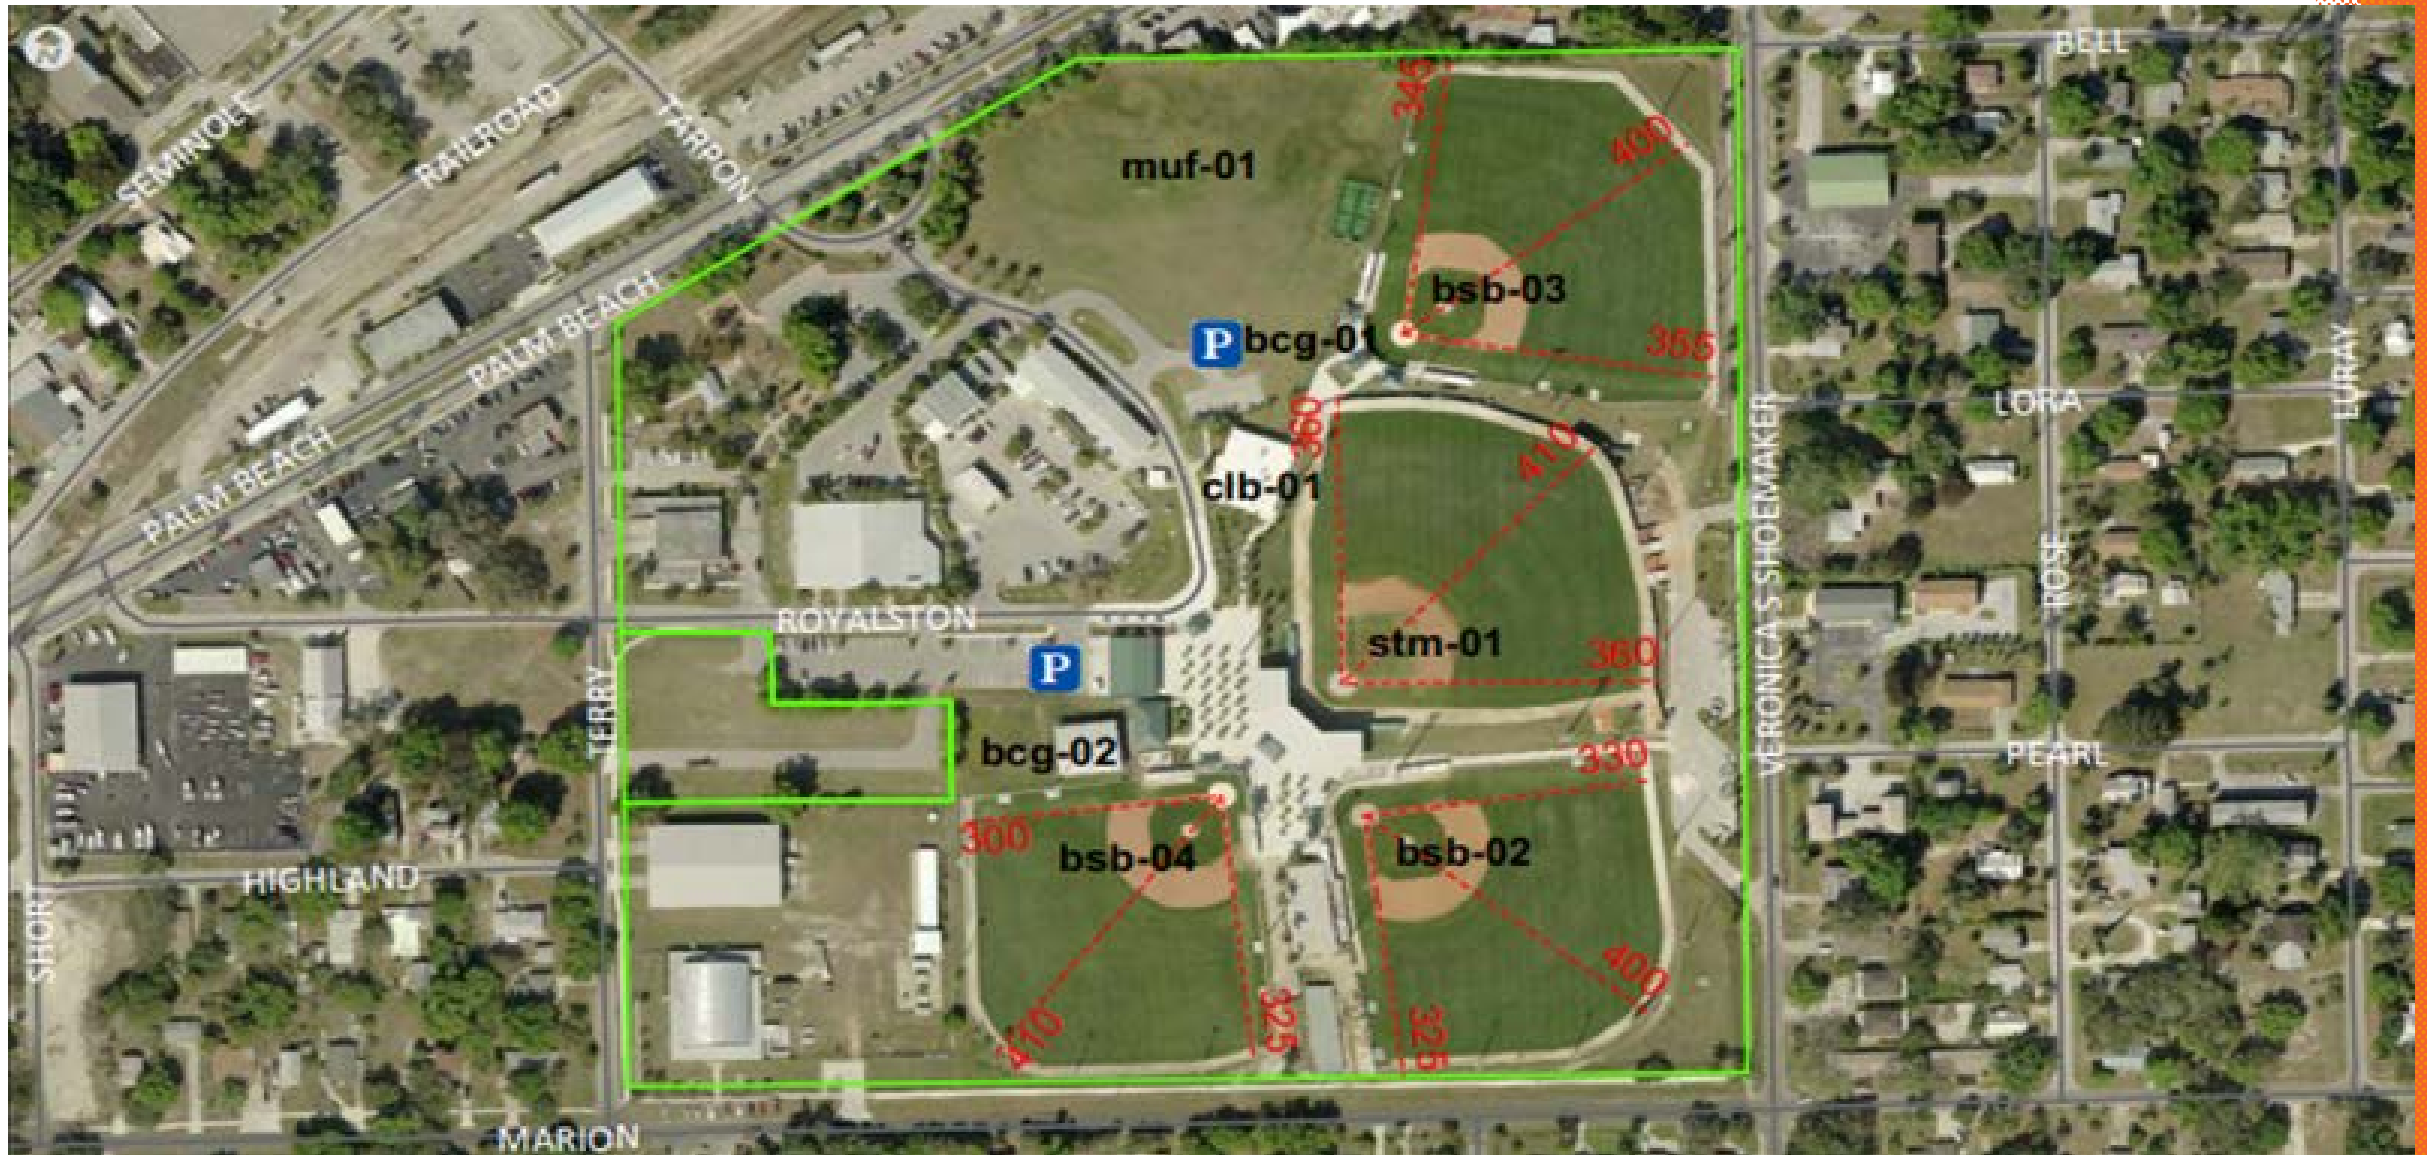 BELL
345
400
TARPON
RAILROAD
SEMINOLE
muf-01
bsb-03
PALM BEACH
P
bcg-01
355
LURAY
LORA
360
410
PALM BEACH
clb-01
VERONICA S SHOEMAKER
ROSE
ROYALSTON
stm-01
360
P
TERRY
bcg-02
330
PEARL
300
bsb-04
bsb-02
HIGHLAND
SHORT
400
410
325
325
MARION